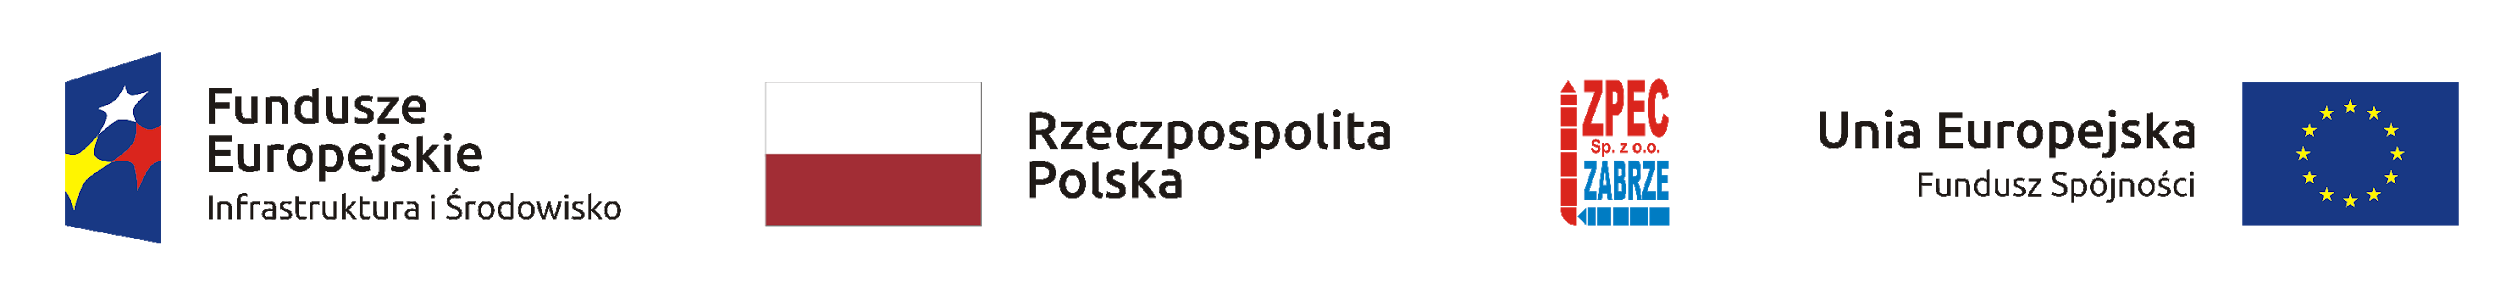 Fundusze
Europejskie
Infrastruktura i Środowisko
Rzeczpospolita
Polska
ZPEC
Sp. z o.o.
ZABRZE
Unia Europejska
Fundusz Spójności